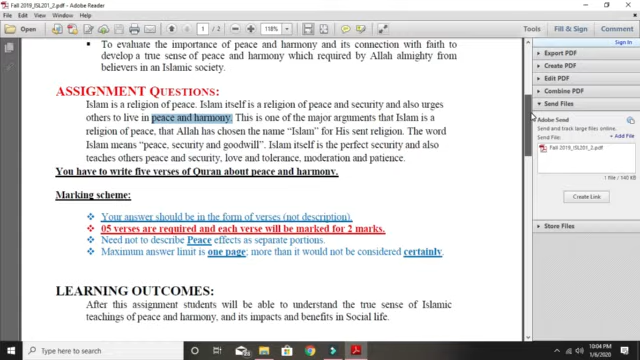 Fall 2019_ISL201_2.pdf - Adobe Reader
File Edit View Window Help
Open
1 / 2
118%
Tools
Fill & Sign
Comment
Sign In
To evaluate the importance of peace and harmony and its connection with faith to
develop a true sense of peace and harmony which required by Allah almighty from
believers in an Islamic society.
ASSIGNMENT QUESTIONS:
Islam is a religion of peace. Islam itself is a religion of peace and security and also urges
others to live in peace and harmony. This is one of the major arguments that Islam is a
religion of peace, that Allah has chosen the name "Islam" for His sent religion. The word
Islam means "peace, security and goodwill". Islam itself is the perfect security and also
teaches others peace and security, love and tolerance, moderation and patience.
You have to write five verses of Quran about peace and harmony.
Marking scheme:
Your answer should be in the form of verses (not description).
05 verses are required and each verse will be marked for 2 marks.
Need not to describe Peace effects as separate portions.
Maximum answer limit is one page; more than it would not be considered certainly.
LEARNING OUTCOMES:
After this assignment students will be able to understand the true sense of Islamic
teachings of peace and harmony, and its impacts and benefits in Social life.
Export PDF
Create PDF
Edit PDF
Combine PDF
Send Files
Adobe Send
Send and track large files online.
Send File:
Add File
Fall 2019_ISL201_2.pdf
1 file / 540 KB
Create Link
Store Files
10:04 PM
1/6/2020